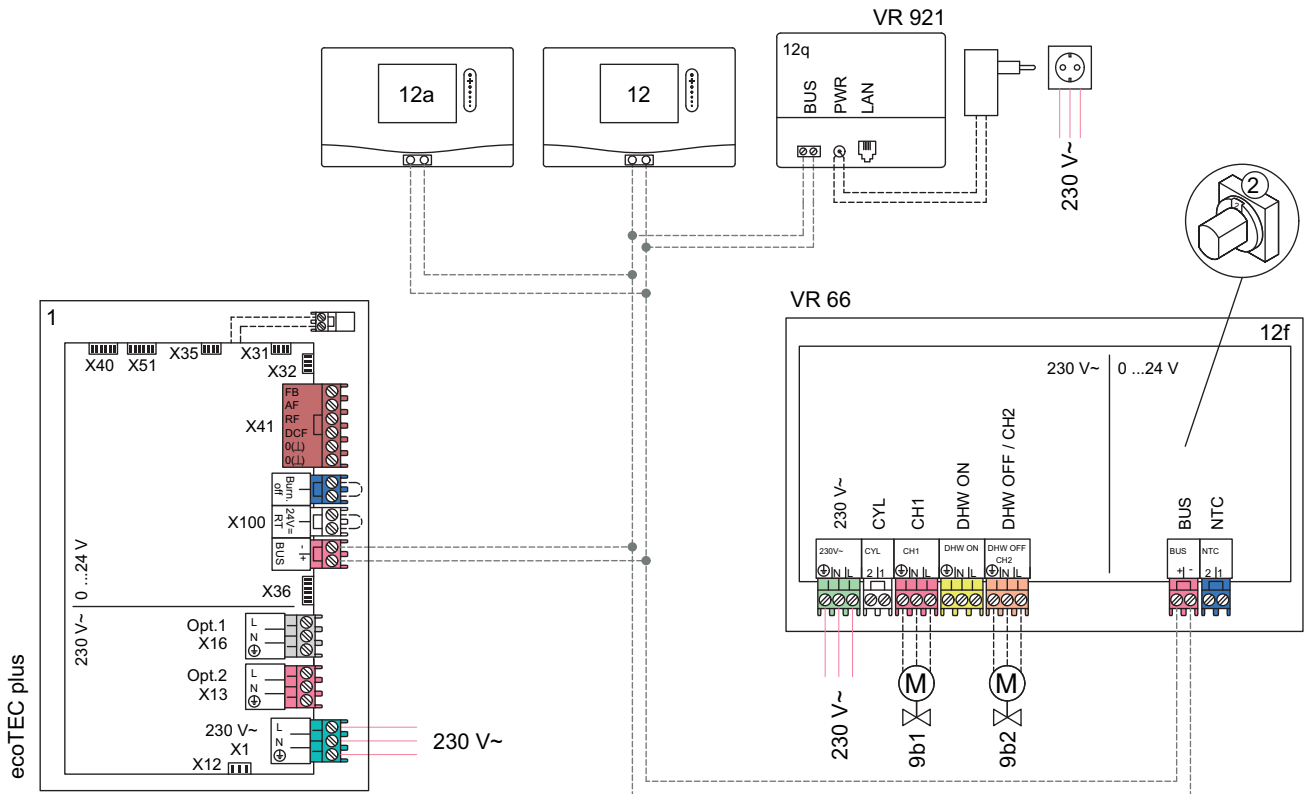 VR 921
12a
12
12q
BUS
PWR
LAN
230 V~
2
2
1
X40
X51
X35
X31
X32
FB
AF
RF
DCF
0(⊥)
0(⊥)
X41
Burn.
off
24V=
RT
X100
BUS
-
+
X36
0 ...24 V
230 V~
Opt.1
X16
L
N
Opt.2
X13
L
N
230 V~
X1
L
N
X12
230 V~
ecoTEC plus
VR 66
12f
230 V~
0 ...24 V
230 V~
CYL
CH1
DHW ON
DHW OFF / CH2
BUS
NTC
230V~
N L
CYL
2 1
CH1
N L
DHW ON
N L
DHW OFF
CH2
N L
BUS
+ -
NTC
2 1
M
M
230 V~
9b1
9b2